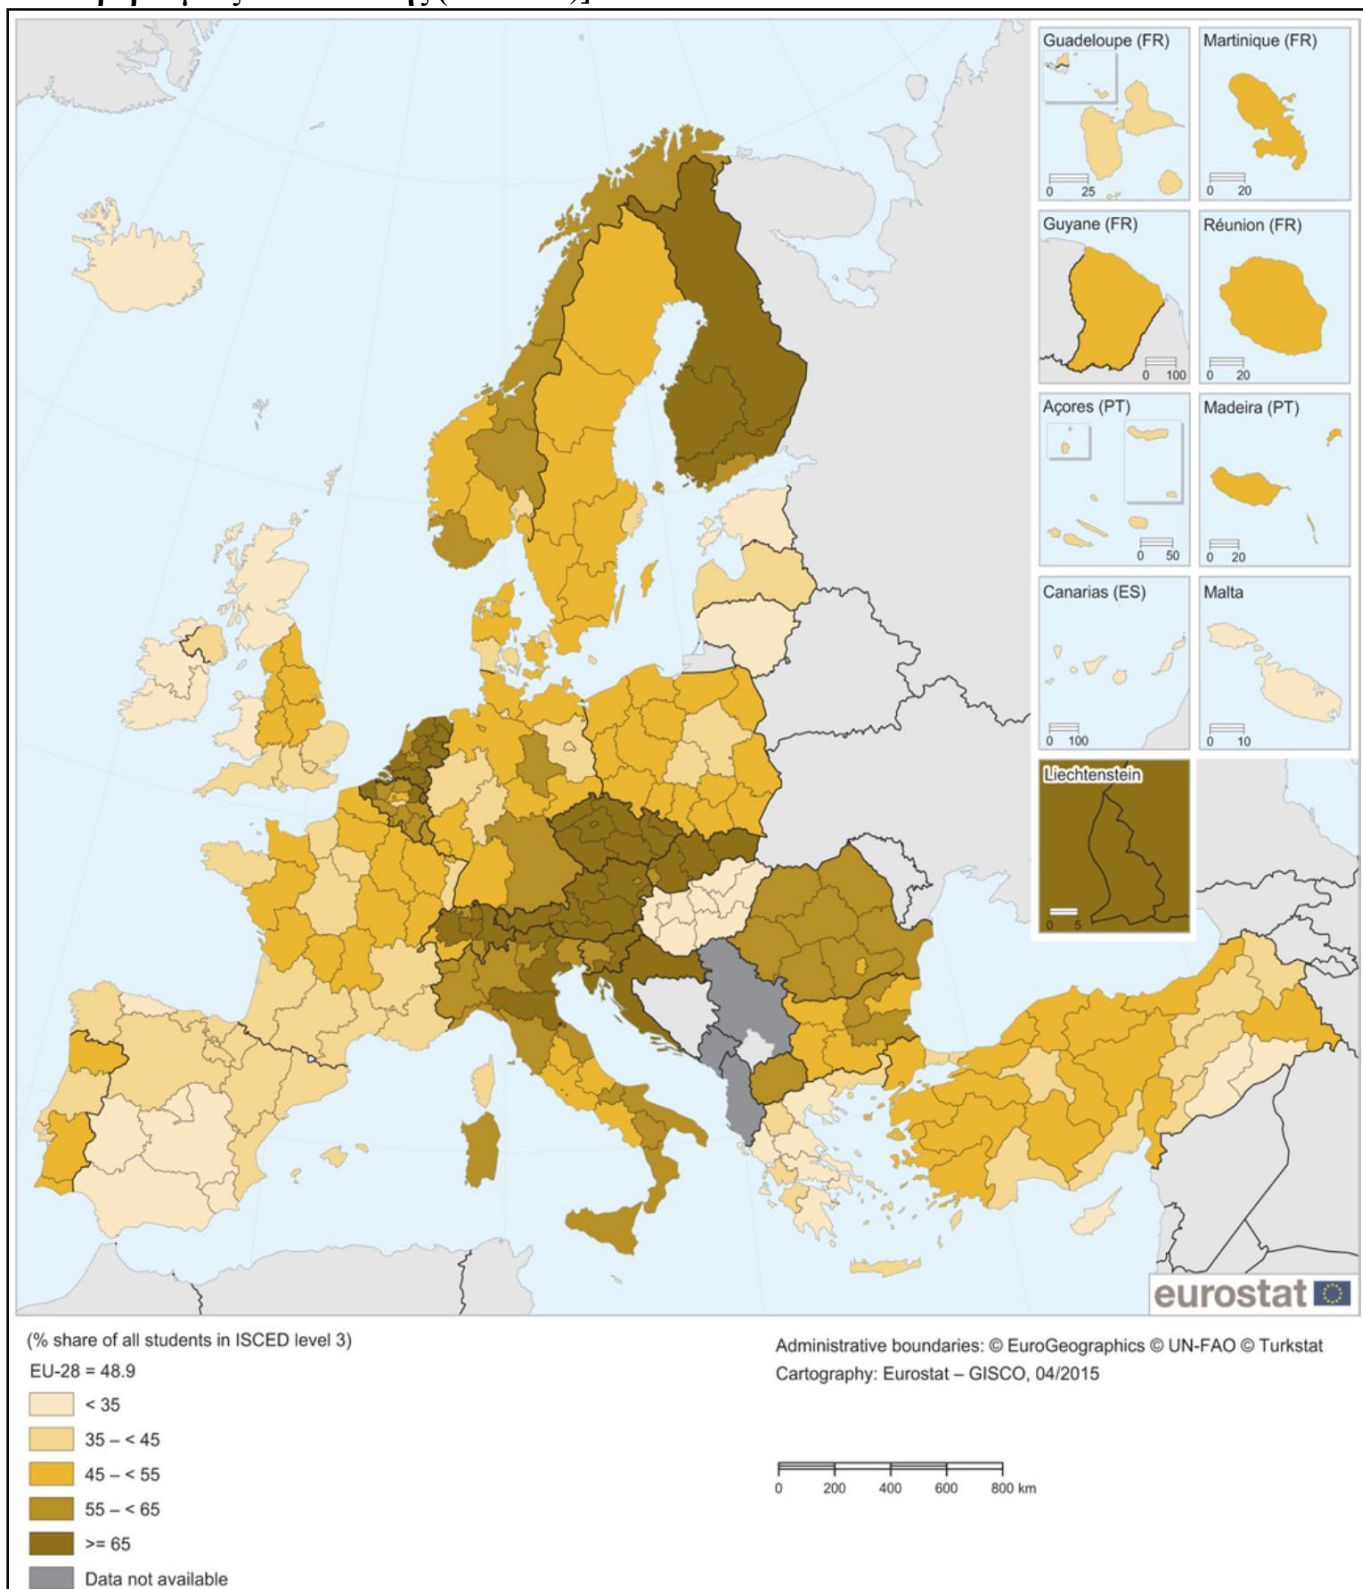 Guadeloupe (FR)
0 25
Martinique (FR)
0 20
Guyane (FR)
0 100
Réunion (FR)
0 20
Açores (PT)
0 50
Madeira (PT)
0 20
Canarias (ES)
0 100
Malta
0 10
Liechtenstein
0 5
eurostat
(% share of all students in ISCED level 3)
EU-28 = 48.9
< 35
35 – < 45
45 – < 55
55 – < 65
>= 65
Data not available
Administrative boundaries: © EuroGeographics © UN-FAO © Turkstat
Cartography: Eurostat – GISCO, 04/2015
0 200 400 600 800 km